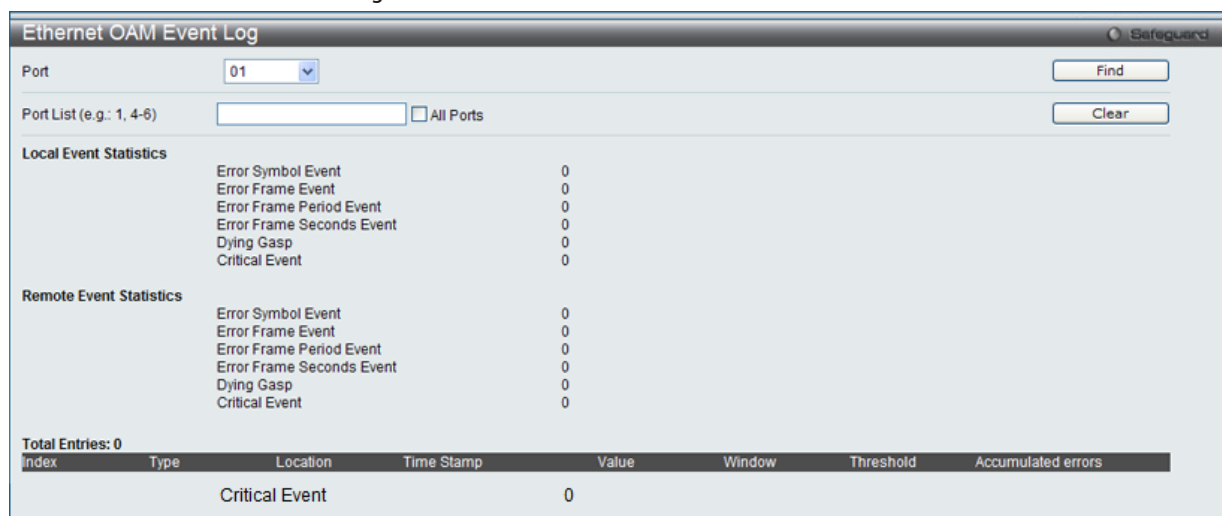 Ethernet OAM Event Log Safeguard
Port 01 Find
Port List (e.g.: 1, 4-6) All Ports Clear
Local Event Statistics
Error Symbol Event 0
Error Frame Event 0
Error Frame Period Event 0
Error Frame Seconds Event 0
Dying Gasp 0
Critical Event 0
Remote Event Statistics
Error Symbol Event 0
Error Frame Event 0
Error Frame Period Event 0
Error Frame Seconds Event 0
Dying Gasp 0
Critical Event 0
Total Entries: 0
Index Type Location Time Stamp Value Window Threshold Accumulated errors
Critical Event 0